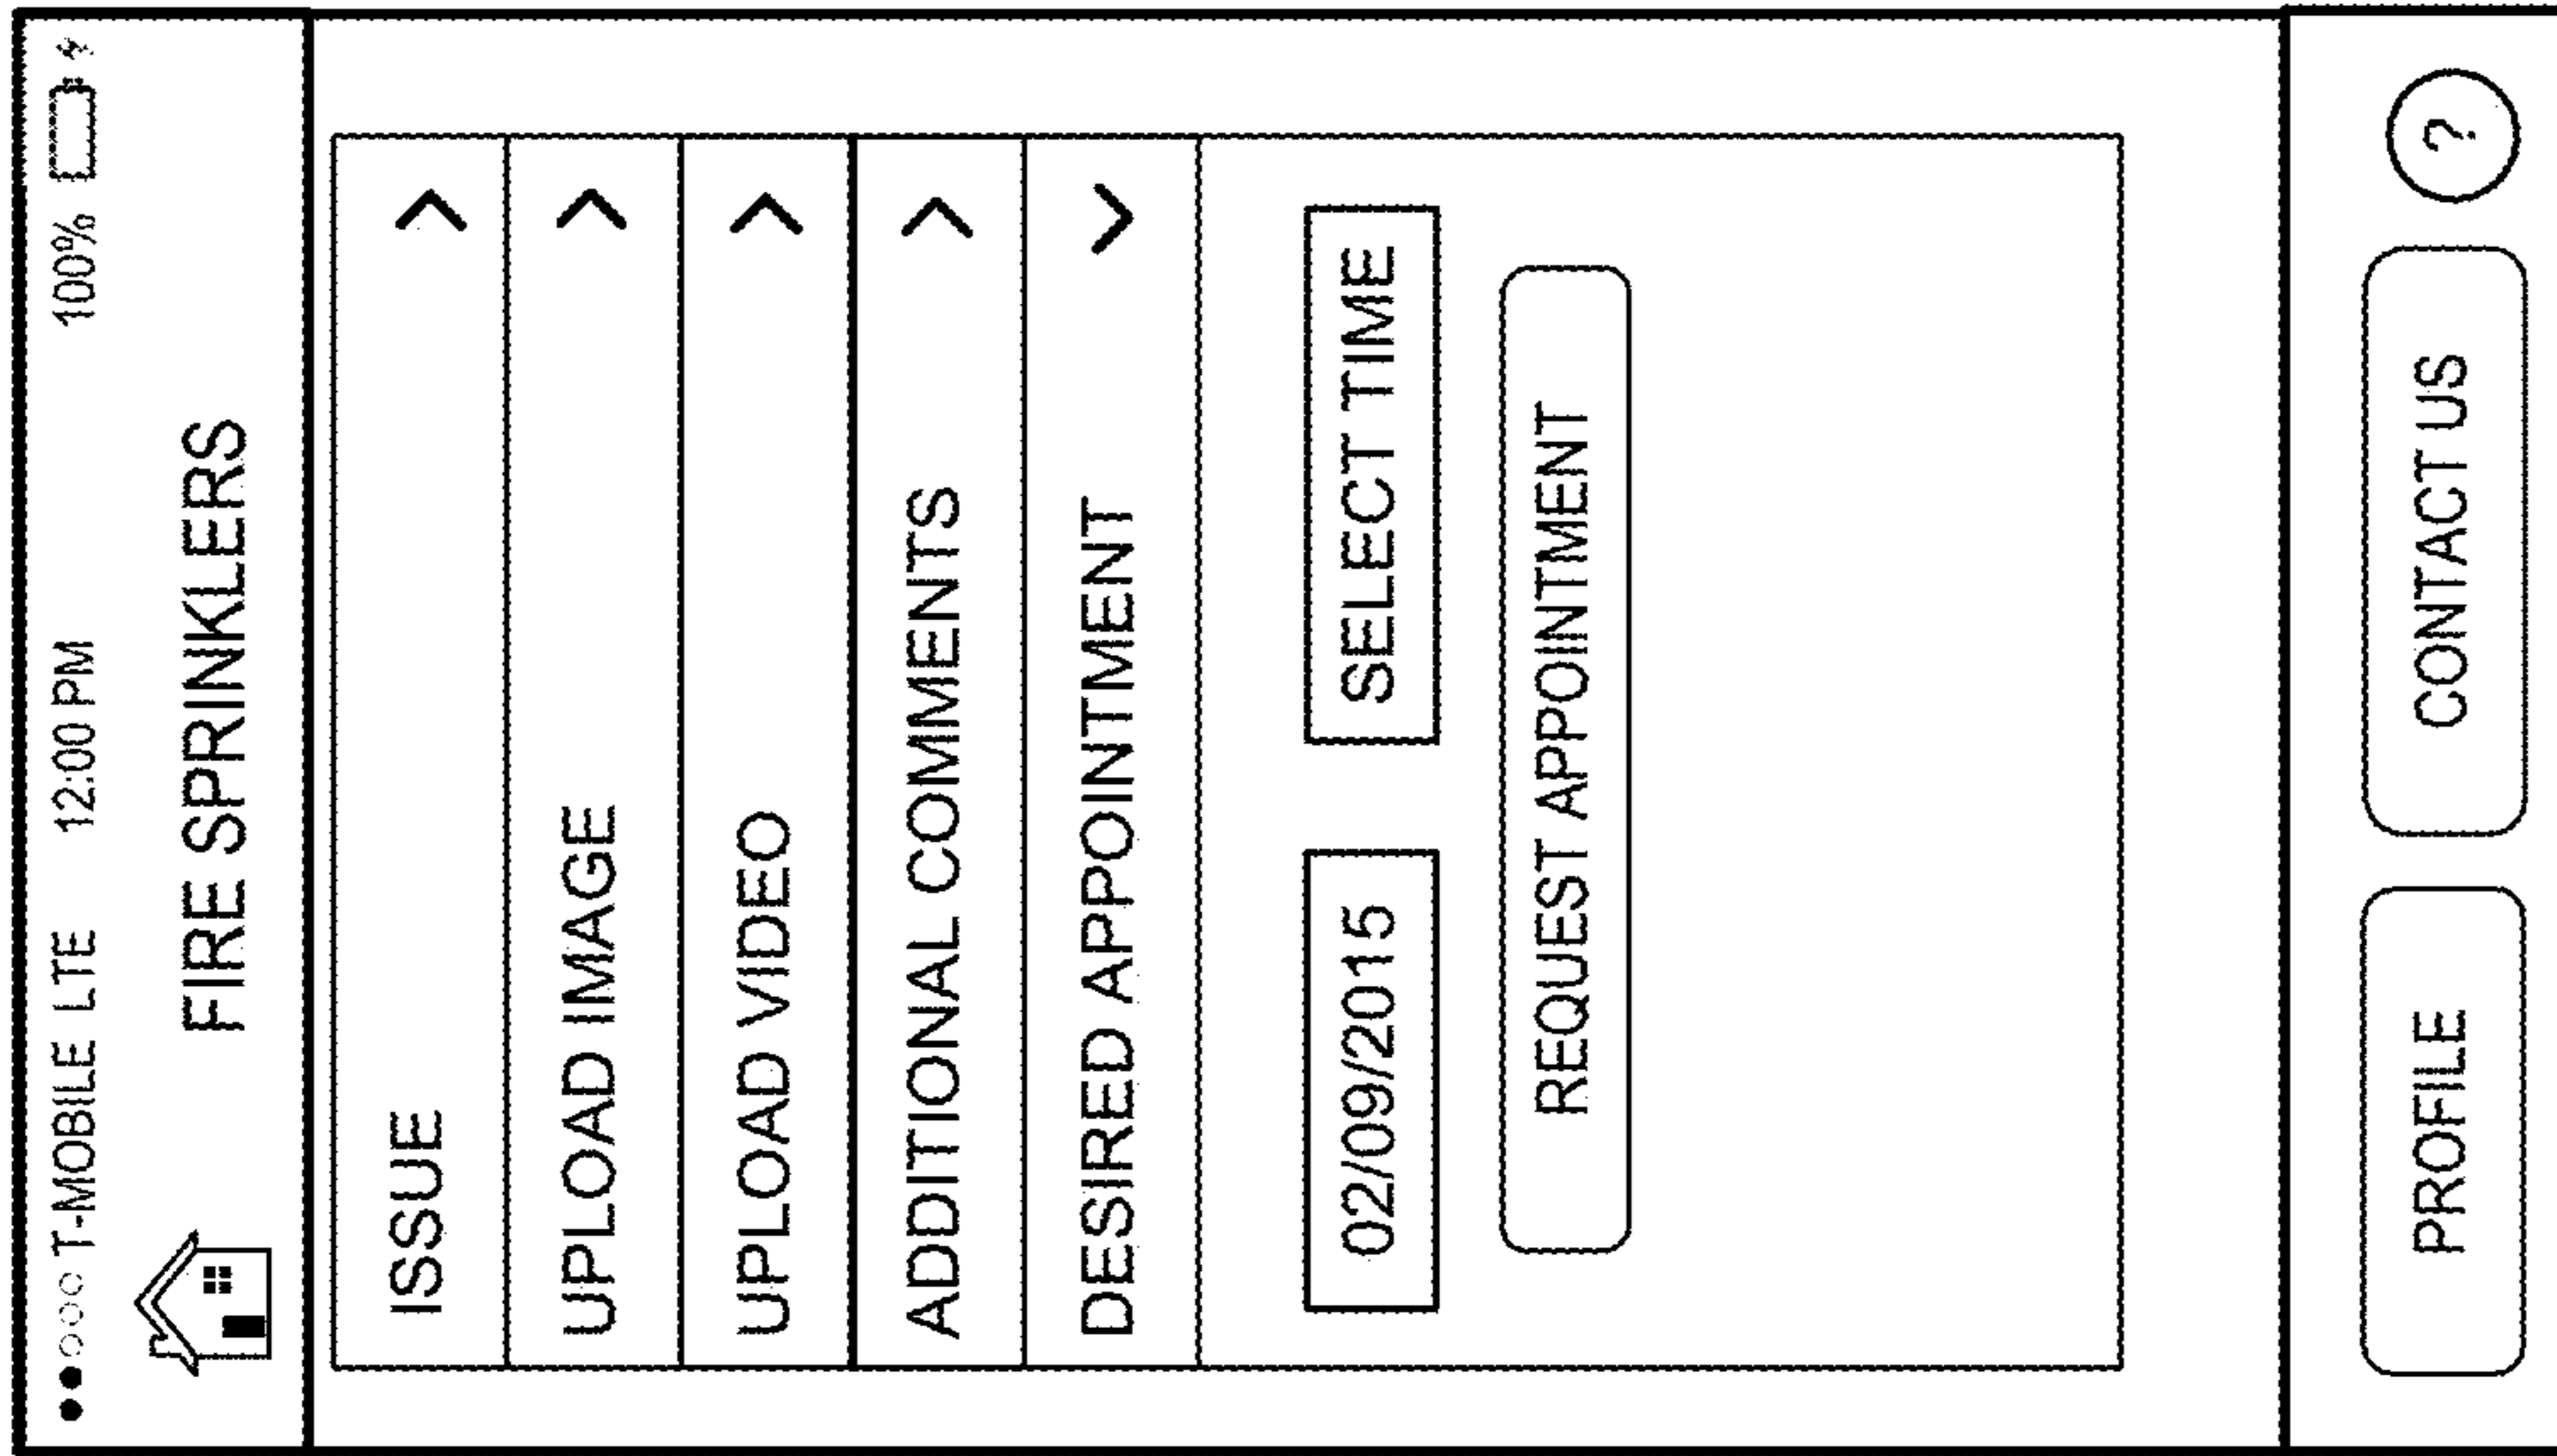 T-MOBILE LTE 12:00 PM 100%
FIRE SPRINKLERS
ISSUE
UPLOAD IMAGE
UPLOAD VIDEO
ADDITIONAL COMMENTS
DESIRED APPOINTMENT
02/09/2015 SELECT TIME
REQUEST APPOINTMENT
PROFILE CONTACT US ?